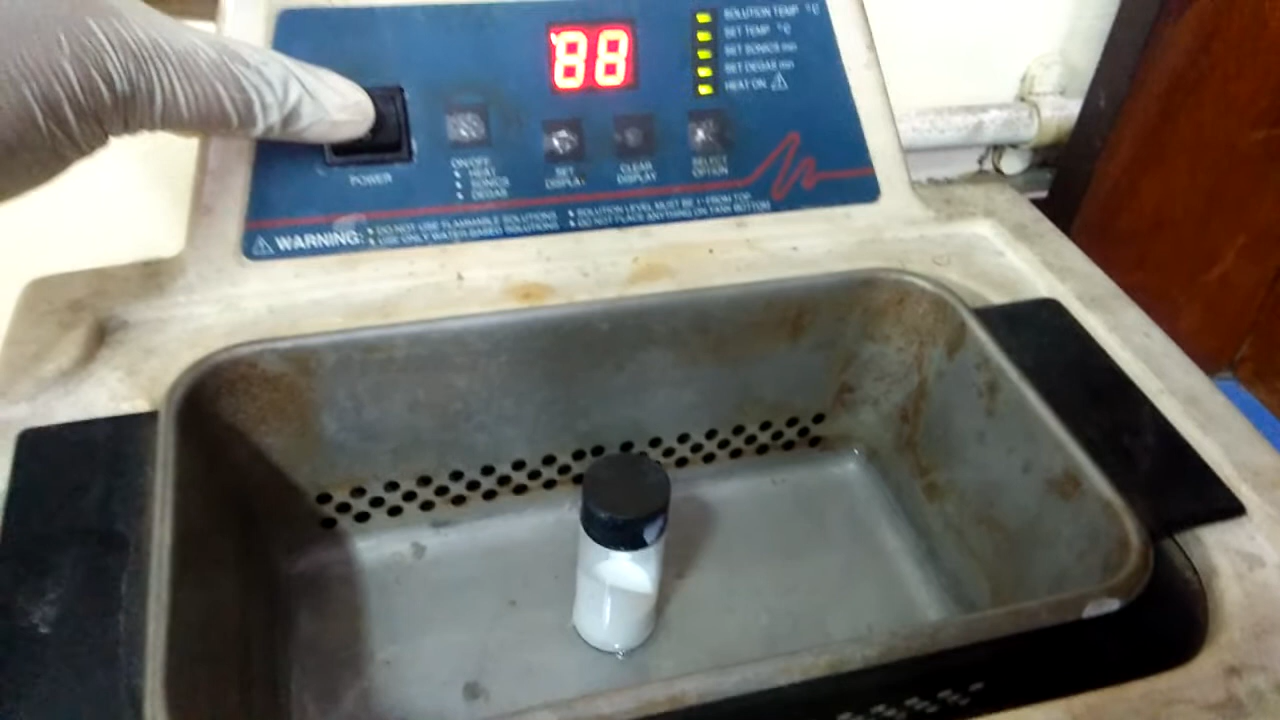 88
SOLUTION TEMP °C
SET TEMP °C
SET SONICS min
SET DEGAS min
HEAT ON
POWER
ON/OFF
• HEAT
• SONICS
• DEGAS
SET
DISPLAY
CLEAR
DISPLAY
SELECT
OPTION
WARNING:
• DO NOT USE FLAMMABLE SOLUTIONS
• USE ONLY WATER-BASED SOLUTIONS
• SOLUTION LEVEL MUST BE 1" FROM TOP
• DO NOT PLACE ANYTHING ON TANK BOTTOM